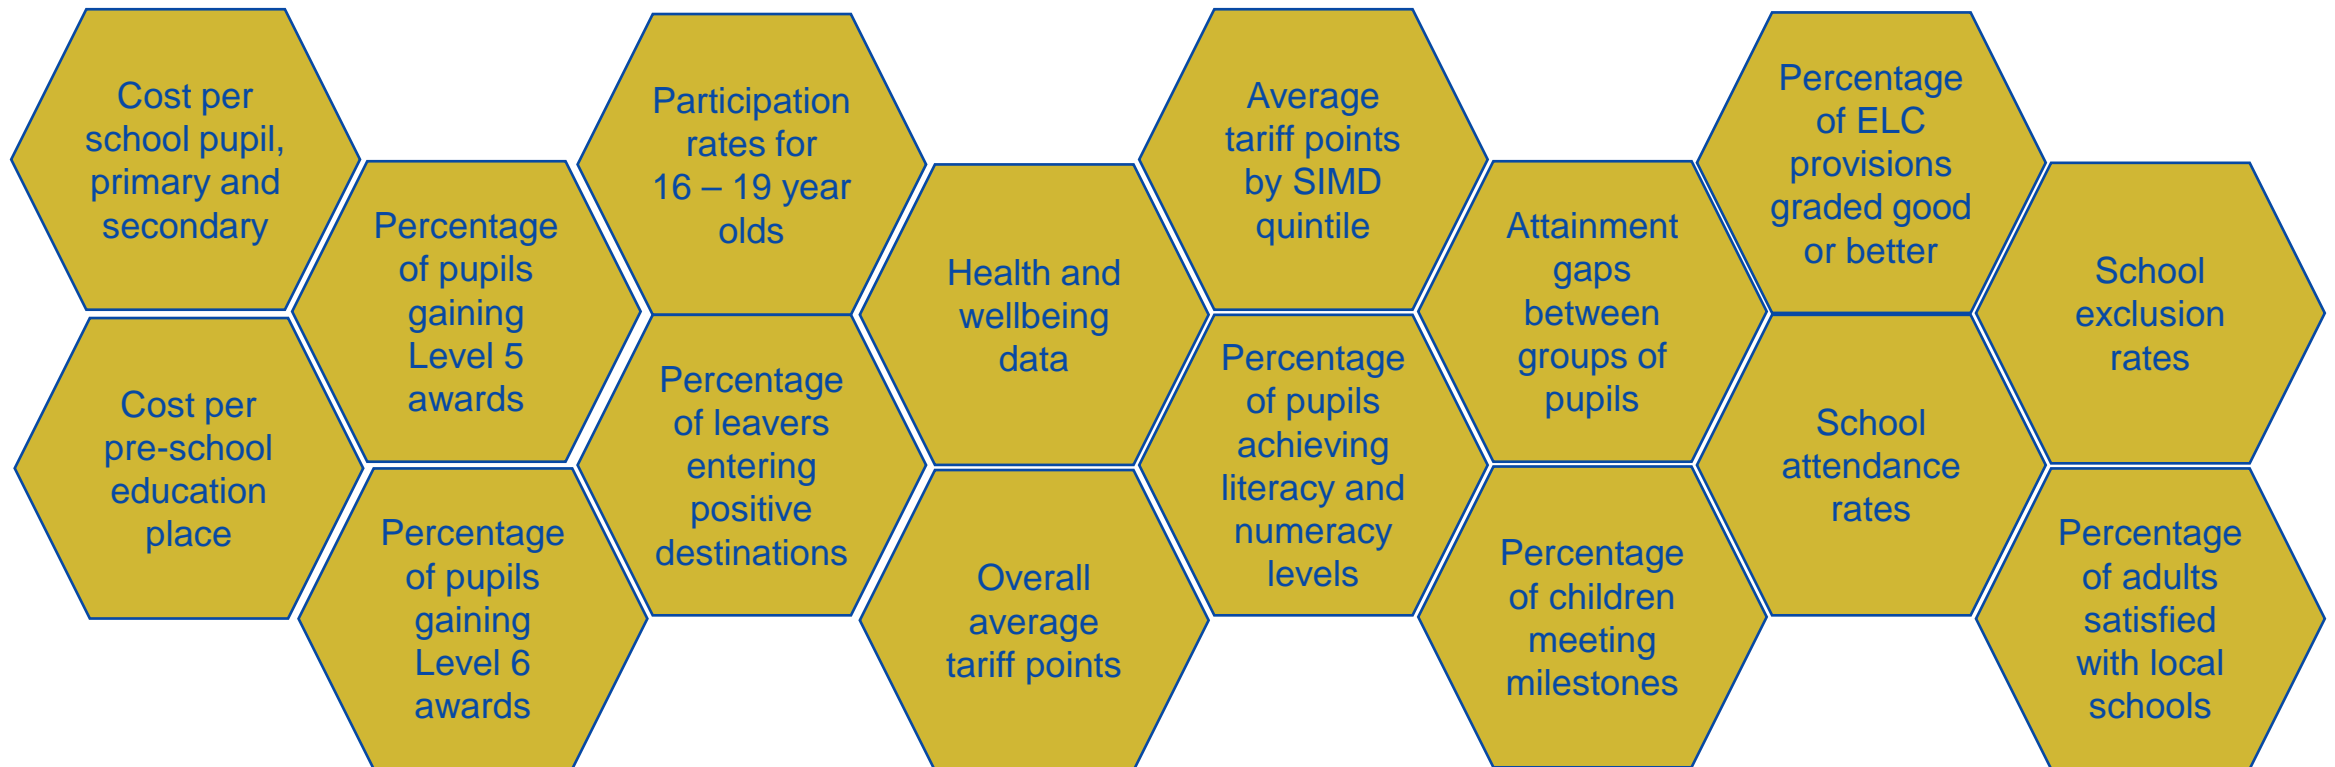 Cost per
school pupil,
primary and
secondary
Cost per
pre-school
education
place
Percentage
of pupils
gaining
Level 5
awards
Percentage
of pupils
gaining
Level 6
awards
Participation
rates for
16 – 19 year
olds
Percentage
of leavers
entering
positive
destinations
Health and
wellbeing
data
Overall
average
tariff points
Average
tariff points
by SIMD
quintile
Percentage
of pupils
achieving
literacy and
numeracy
levels
Attainment
gaps
between
groups of
pupils
Percentage
of children
meeting
milestones
Percentage
of ELC
provisions
graded good
or better
School
attendance
rates
School
exclusion
rates
Percentage
of adults
satisfied
with local
schools